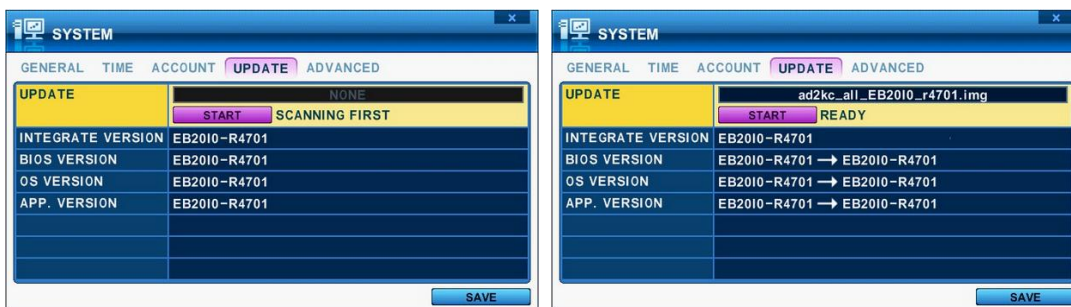 x
SYSTEM
GENERAL TIME ACCOUNT UPDATE ADVANCED
UPDATE NONE
START SCANNING FIRST
INTEGRATE VERSION EB20I0-R4701
BIOS VERSION EB20I0-R4701
OS VERSION EB20I0-R4701
APP. VERSION EB20I0-R4701
SAVE
x
SYSTEM
GENERAL TIME ACCOUNT UPDATE ADVANCED
UPDATE ad2kc_all_EB20I0_r4701.img
START READY
INTEGRATE VERSION EB20I0-R4701
BIOS VERSION EB20I0-R4701 → EB20I0-R4701
OS VERSION EB20I0-R4701 → EB20I0-R4701
APP. VERSION EB20I0-R4701 → EB20I0-R4701
SAVE